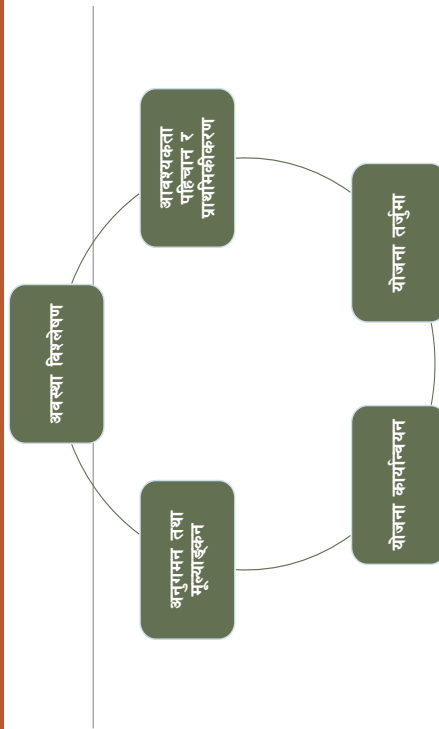 अवस्था विश्लेषण
आवश्यकता
पहिचान र
प्राथमिकीकरण
योजना तर्जुमा
योजना कार्यान्वयन
अनुगमन तथा
मूल्याङ्कन